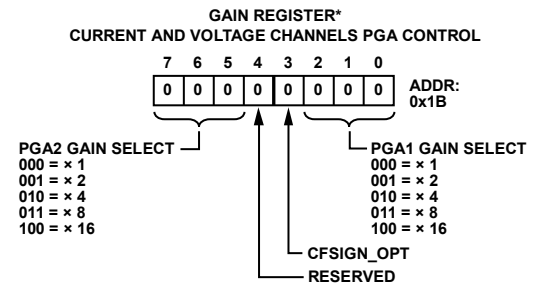 GAIN REGISTER*
CURRENT AND VOLTAGE CHANNELS PGA CONTROL
7 6 5 4 3 2 1 0
0 0 0 0 0 0 0 0
ADDR:
0x1B
PGA2 GAIN SELECT
000 = × 1
001 = × 2
010 = × 4
011 = × 8
100 = × 16
PGA1 GAIN SELECT
000 = × 1
001 = × 2
010 = × 4
011 = × 8
100 = × 16
CFSIGN_OPT
RESERVED